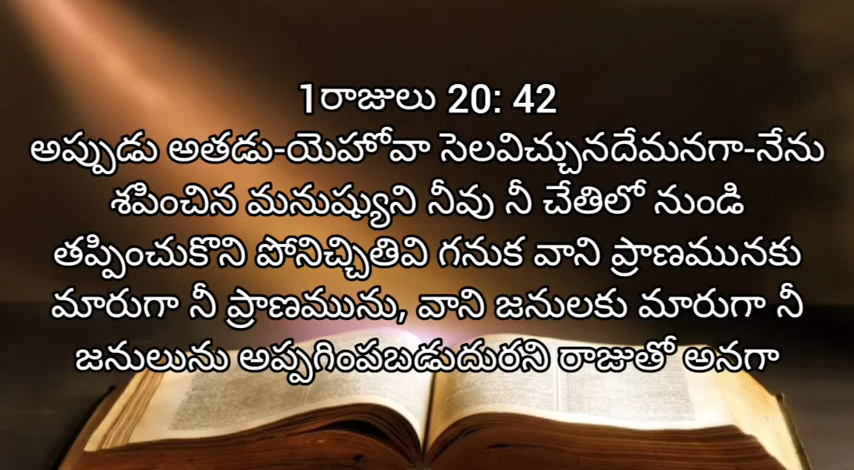 1రాజులు 20: 42
అప్పుడు అతడు-యెహోవా సెలవిచ్చునదేమనగా-నేను
శపించిన మనుష్యుని నీవు నీ చేతిలో నుండి
తప్పించుకొని పోనిచ్చితివి గనుక వాని ప్రాణమునకు
మారుగా నీ ప్రాణమును, వాని జనులకు మారుగా నీ
జనులును అప్పగింపబడుదురని రాజుతో అనగా